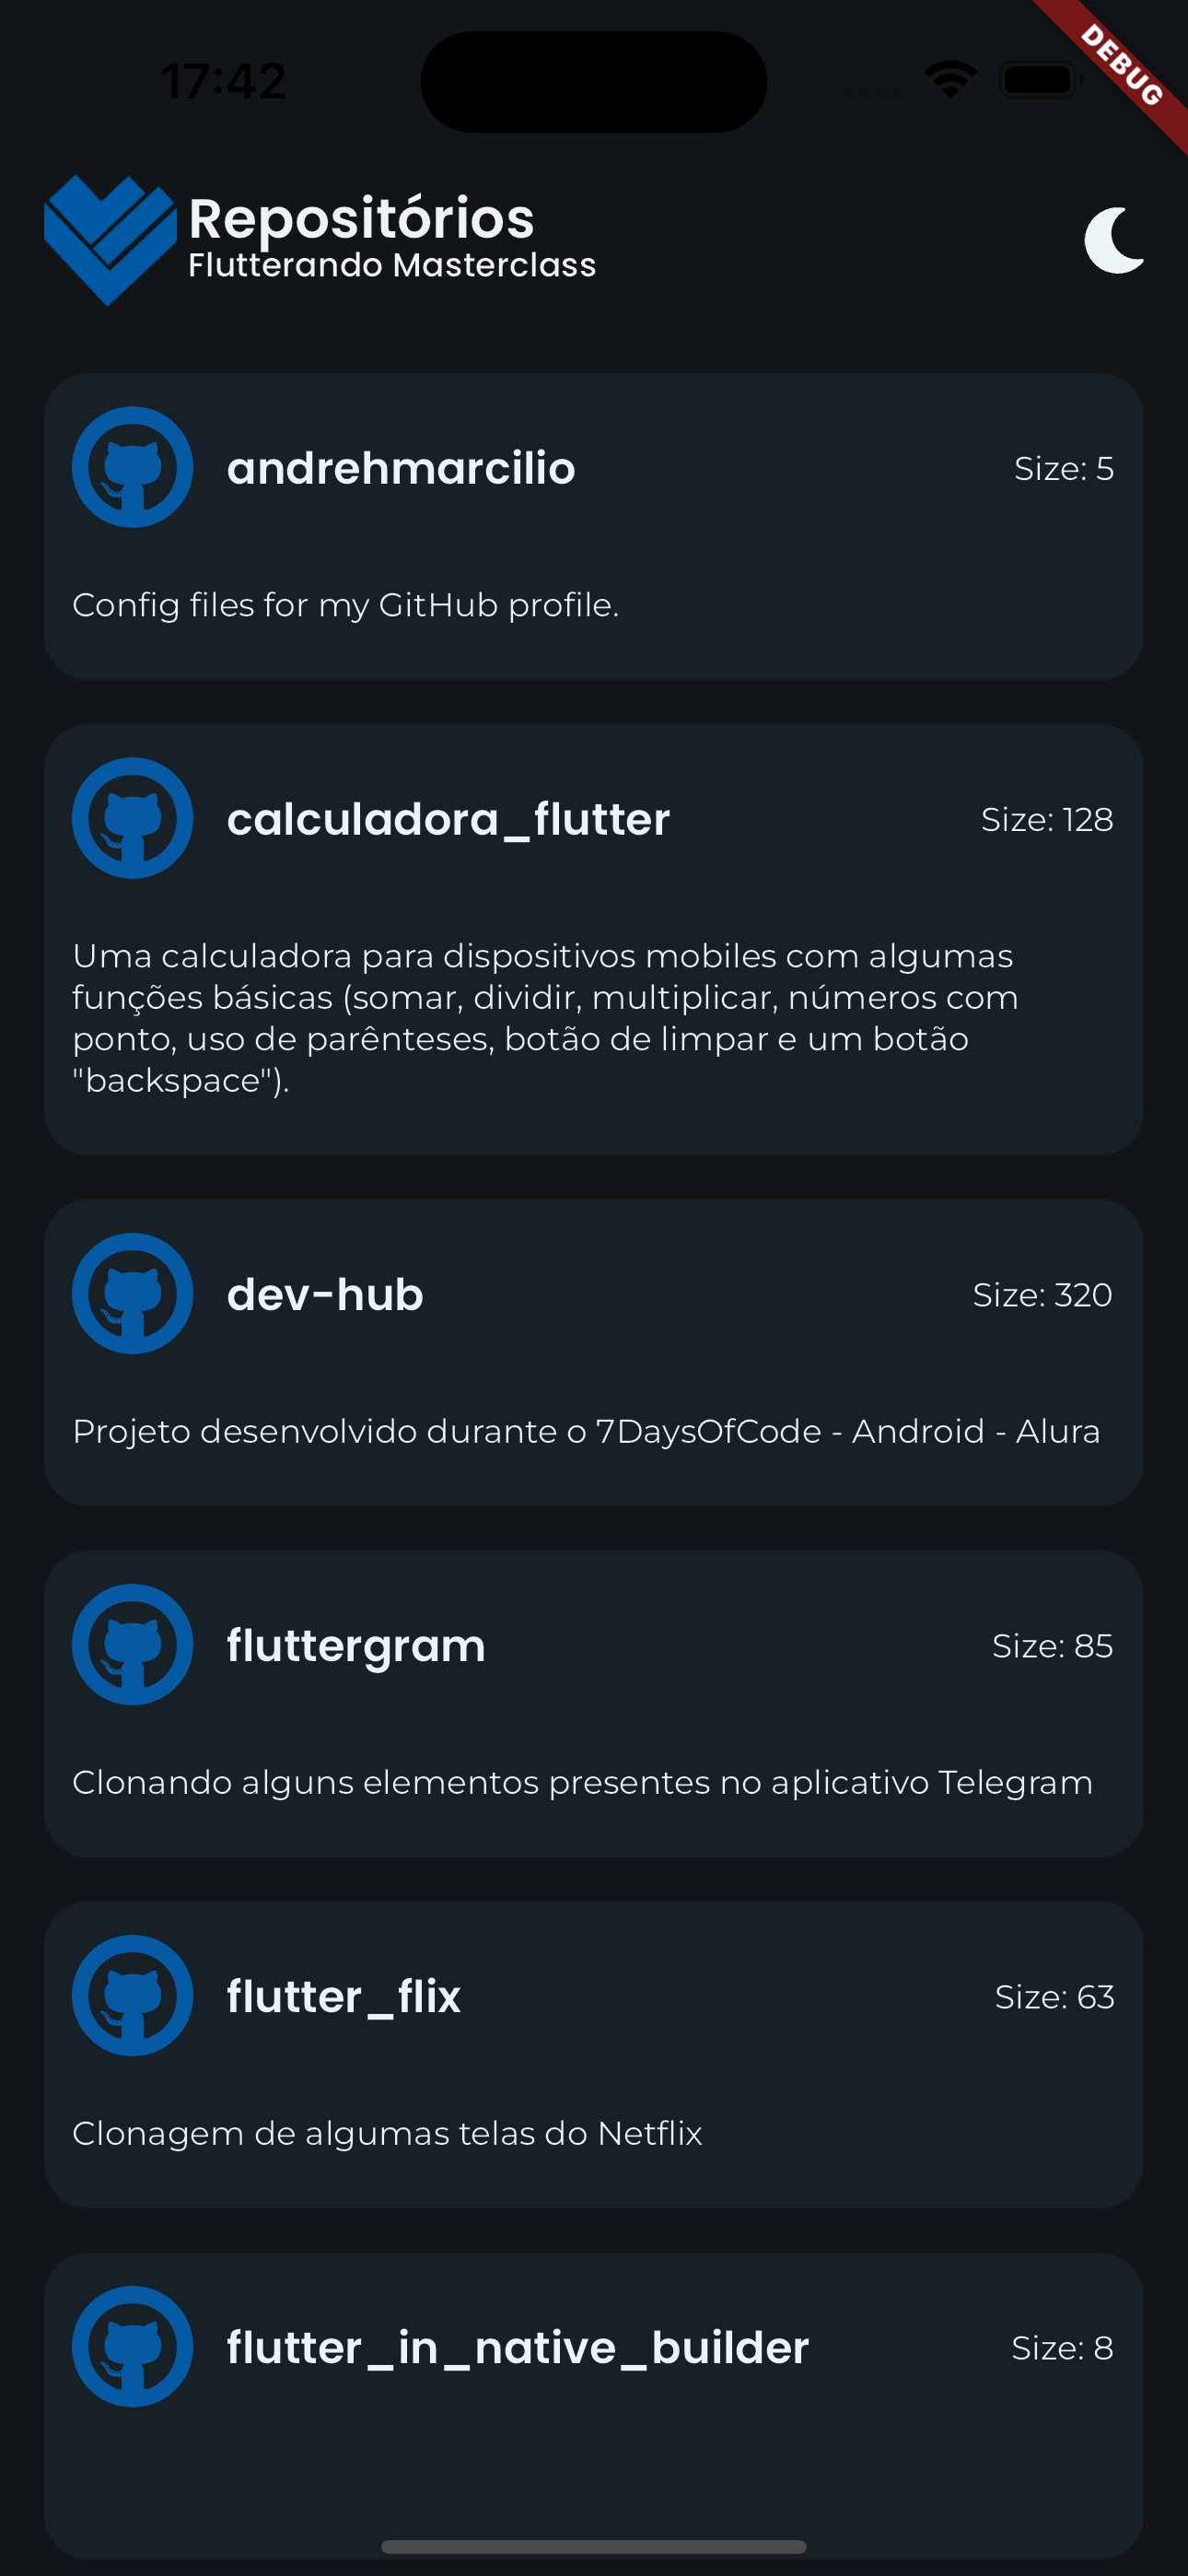 17:42
DEBUG
Repositórios
Flutterando Masterclass
andrehmarcilio
Size: 5
Config files for my GitHub profile.
calculadora_flutter
Size: 128
Uma calculadora para dispositivos mobiles com algumas
funções básicas (somar, dividir, multiplicar, números com
ponto, uso de parênteses, botão de limpar e um botão
"backspace").
dev-hub
Size: 320
Projeto desenvolvido durante o 7DaysOfCode - Android - Alura
fluttergram
Size: 85
Clonando alguns elementos presentes no aplicativo Telegram
flutter_flix
Size: 63
Clonagem de algumas telas do Netflix
flutter_in_native_builder
Size: 8